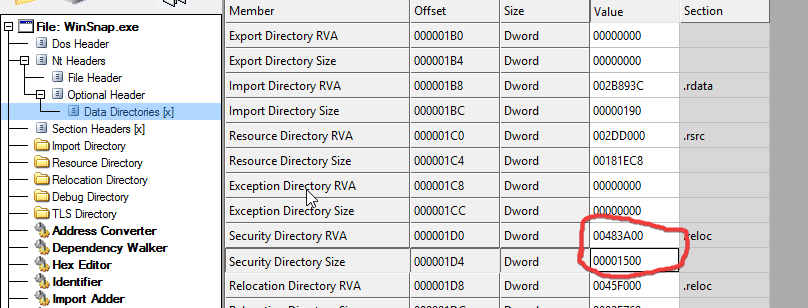 File: WinSnap.exe
Dos Header
Nt Headers
File Header
Optional Header
Data Directories [x]
Section Headers [x]
Import Directory
Resource Directory
Relocation Directory
Debug Directory
TLS Directory
Address Converter
Dependency Walker
Hex Editor
Identifier
Import Adder
Member Offset Size Value Section
Export Directory RVA 000001B0 Dword 00000000
Export Directory Size 000001B4 Dword 00000000
Import Directory RVA 000001B8 Dword 002B893C .rdata
Import Directory Size 000001BC Dword 00000190
Resource Directory RVA 000001C0 Dword 002DD000 .rsrc
Resource Directory Size 000001C4 Dword 00181EC8
Exception Directory RVA 000001C8 Dword 00000000
Exception Directory Size 000001CC Dword 00000000
Security Directory RVA 000001D0 Dword 00483A00 .reloc
Security Directory Size 000001D4 Dword 00001500
Relocation Directory RVA 000001D8 Dword 0045F000 .reloc